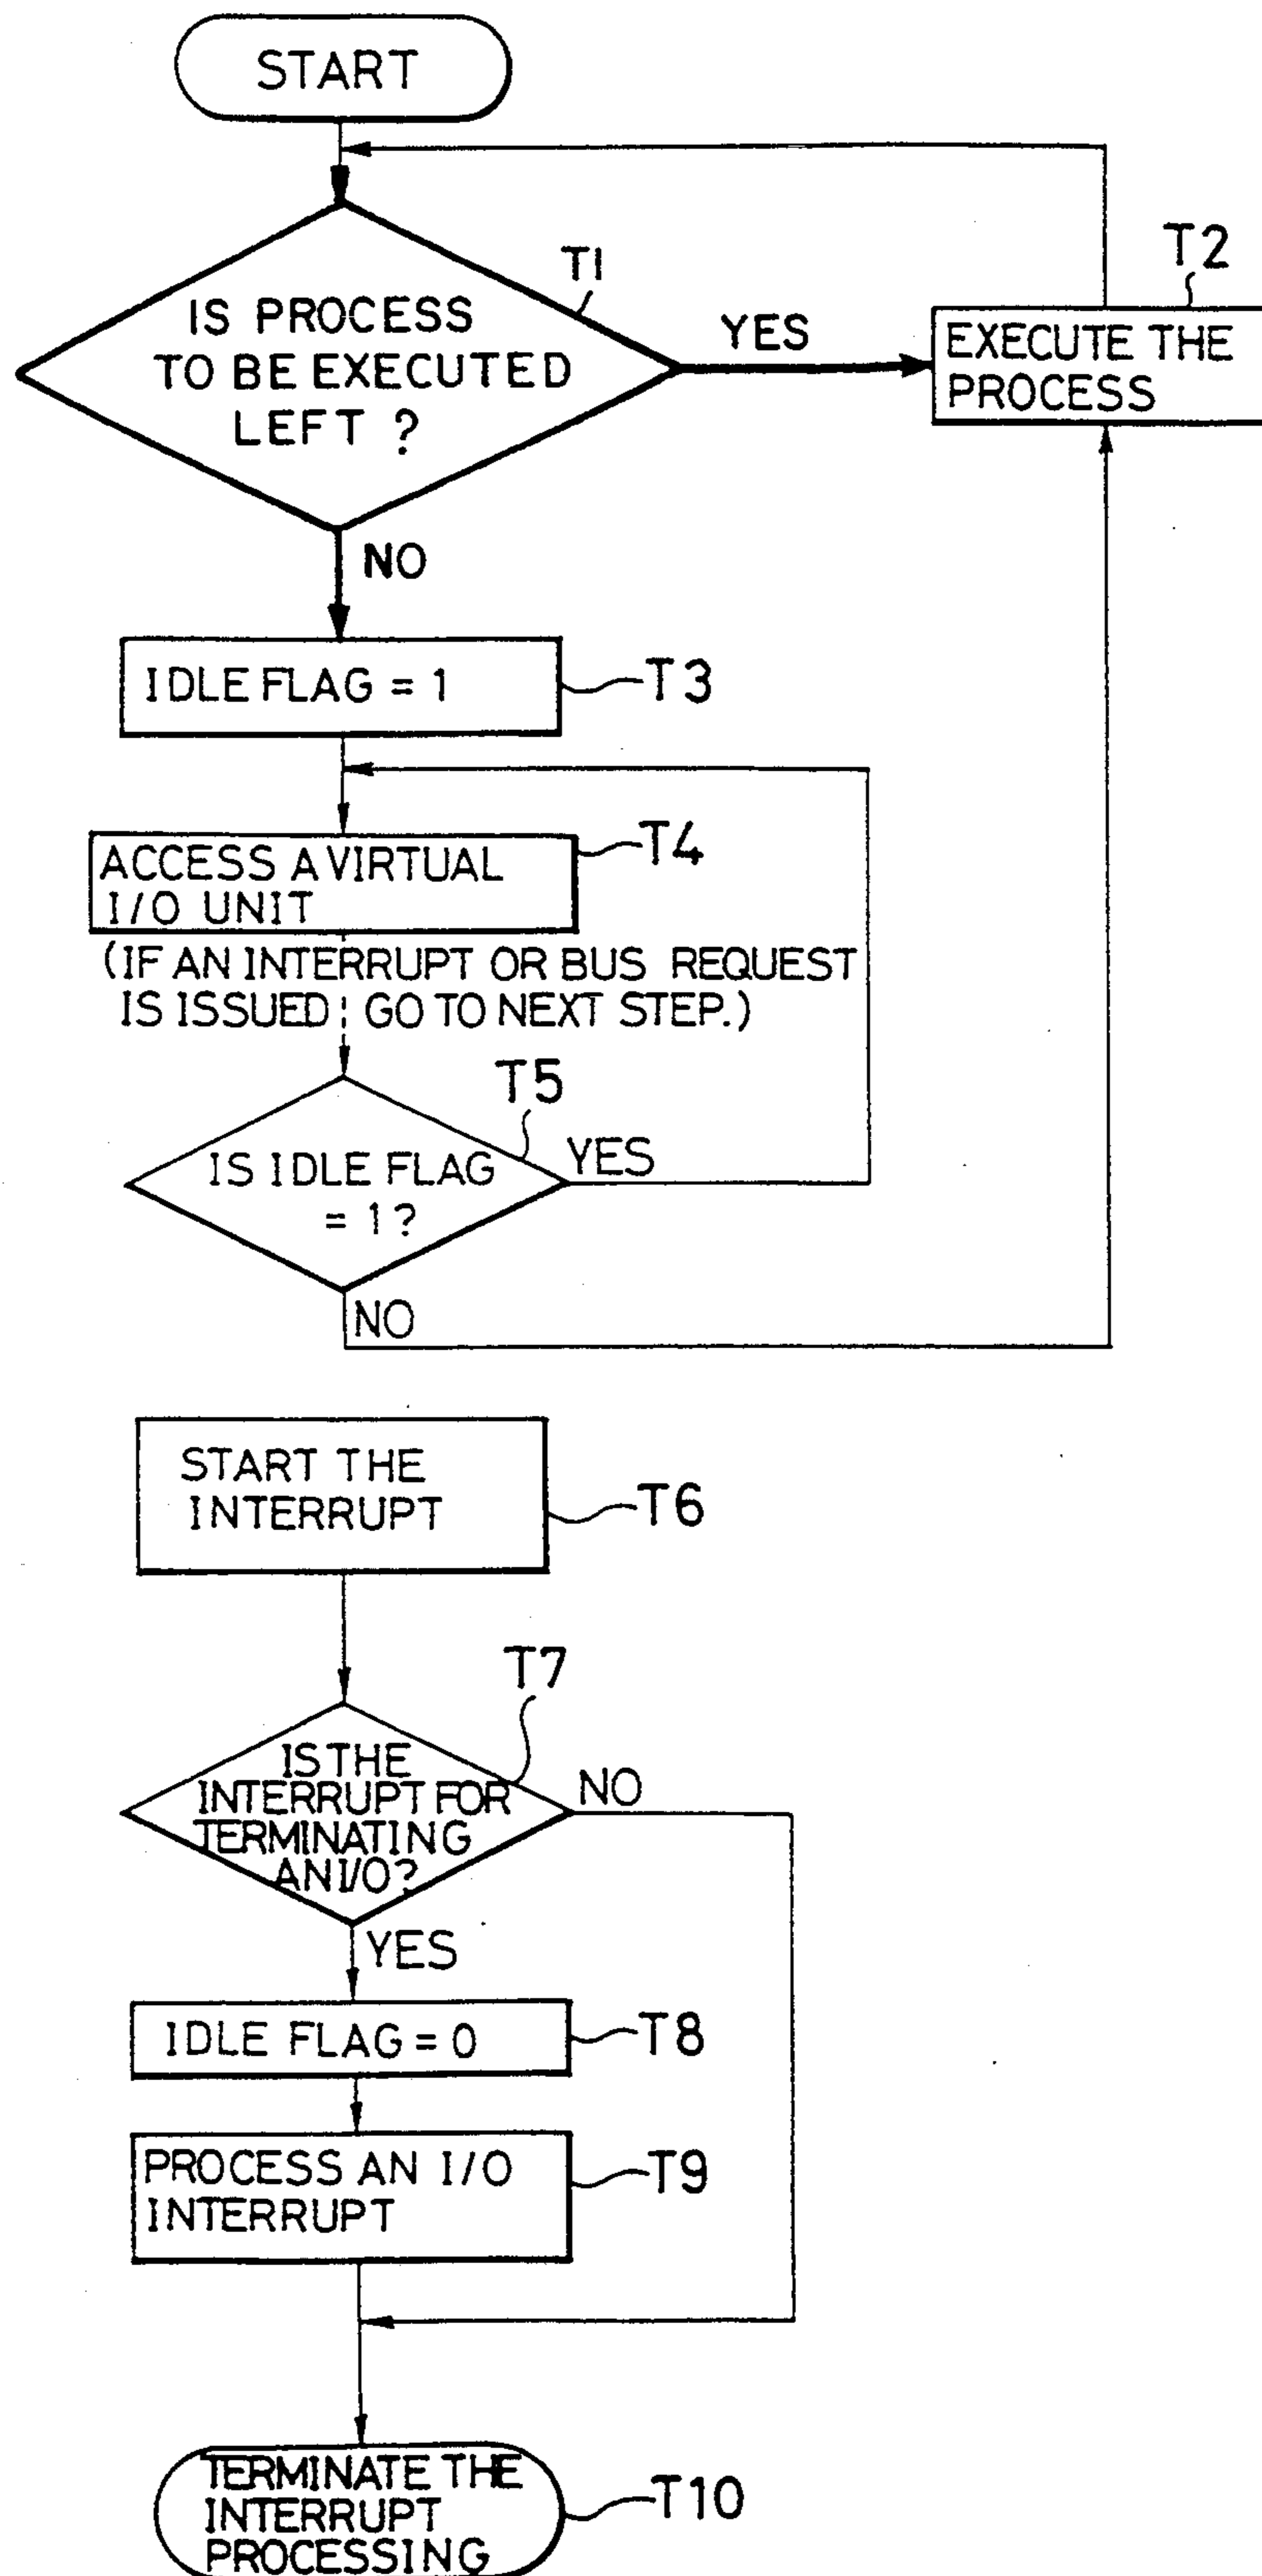 START
T1
T2
IS PROCESS
TO BE EXECUTED
LEFT ?
YES
EXECUTE THE
PROCESS
NO
IDLE FLAG = 1
T3
ACCESS A VIRTUAL
I/O UNIT
T4
(IF AN INTERRUPT OR BUS REQUEST
IS ISSUED, GO TO NEXT STEP.)
T5
IS IDLE FLAG
= 1 ?
YES
NO
START THE
INTERRUPT
T6
T7
IS THE
INTERRUPT FOR
TERMINATING
AN I/O?
NO
YES
IDLE FLAG = 0
T8
PROCESS AN I/O
INTERRUPT
T9
TERMINATE THE
INTERRUPT
PROCESSING
T10